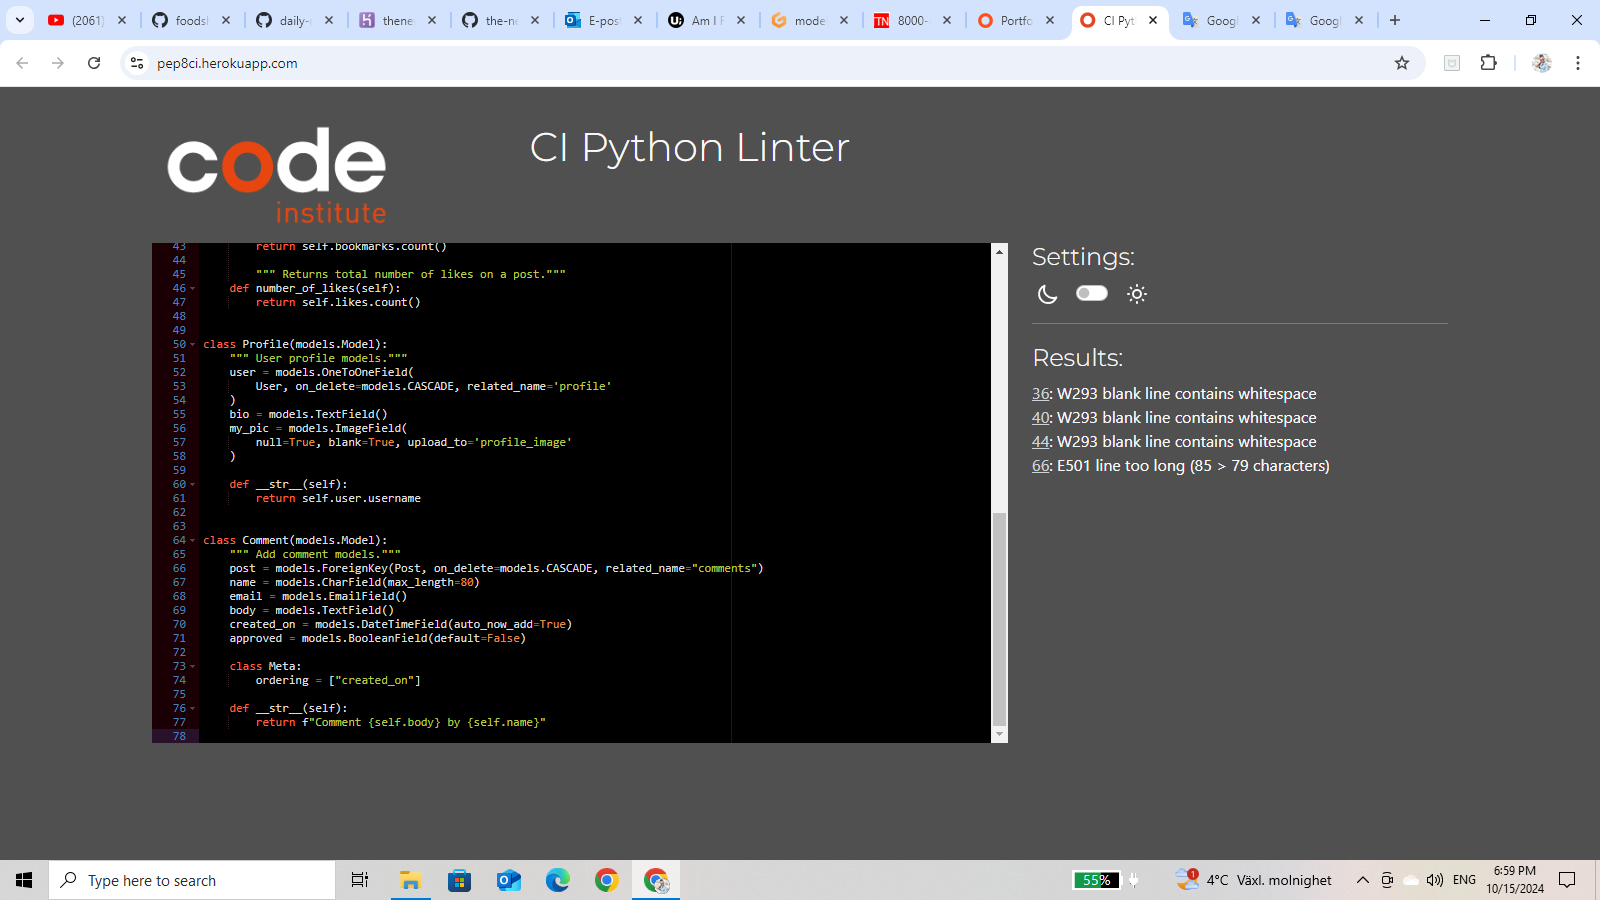 (2061)
foodsl
daily-
thene
the-ne
E-pos
Am I F
mode
8000-
Portfo
CI Pyt
Googl
Googl
pep8ci.herokuapp.com
code
institute
CI Python Linter
43 return self.bookmarks.count()
44
45 """ Returns total number of likes on a post."""
46 def number_of_likes(self):
47 return self.likes.count()
48
49
50 class Profile(models.Model):
51 """ User profile models."""
52 user = models.OneToOneField(
53 User, on_delete=models.CASCADE, related_name='profile'
54 )
55 bio = models.TextField()
56 my_pic = models.ImageField(
57 null=True, blank=True, upload_to='profile_image'
58 )
59
60 def __str__(self):
61 return self.user.username
62
63
64 class Comment(models.Model):
65 """ Add comment models."""
66 post = models.ForeignKey(Post, on_delete=models.CASCADE, related_name="comments")
67 name = models.CharField(max_length=80)
68 email = models.EmailField()
69 body = models.TextField()
70 created_on = models.DateTimeField(auto_now_add=True)
71 approved = models.BooleanField(default=False)
72
73 class Meta:
74 ordering = ["created_on"]
75
76 def __str__(self):
77 return f"Comment {self.body} by {self.name}"
78
Settings:
Results:
36: W293 blank line contains whitespace
40: W293 blank line contains whitespace
44: W293 blank line contains whitespace
66: E501 line too long (85 > 79 characters)
Type here to search
55%
1
4°C Växl. molnighet
ENG
6:59 PM
10/15/2024